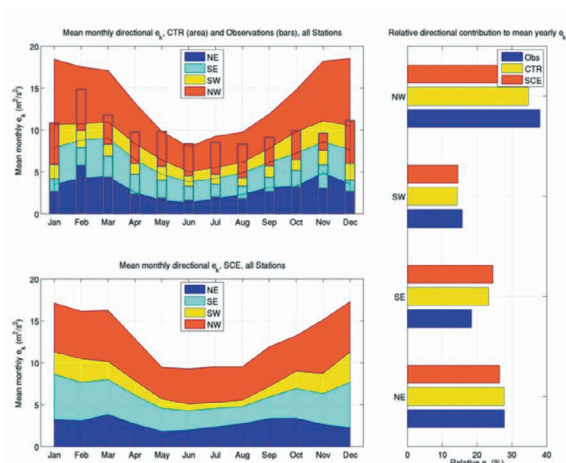 Mean monthly directional e_k, CTR (area) and Observations (bars), all Stations
NE
SE
SW
NW
Mean monthly e_k (m²/s²)
20
15
10
5
0
Jan Feb Mar Apr May Jun Jul Aug Sep Oct Nov Dec
Mean monthly directional e_k, SCE, all Stations
NE
SE
SW
NW
Mean monthly e_k (m²/s²)
20
15
10
5
0
Jan Feb Mar Apr May Jun Jul Aug Sep Oct Nov Dec
Relative directional contribution to mean yearly e_k
Obs
CTR
SCE
NW
SW
SE
NE
0 10 20 30 40
Relative e (%)